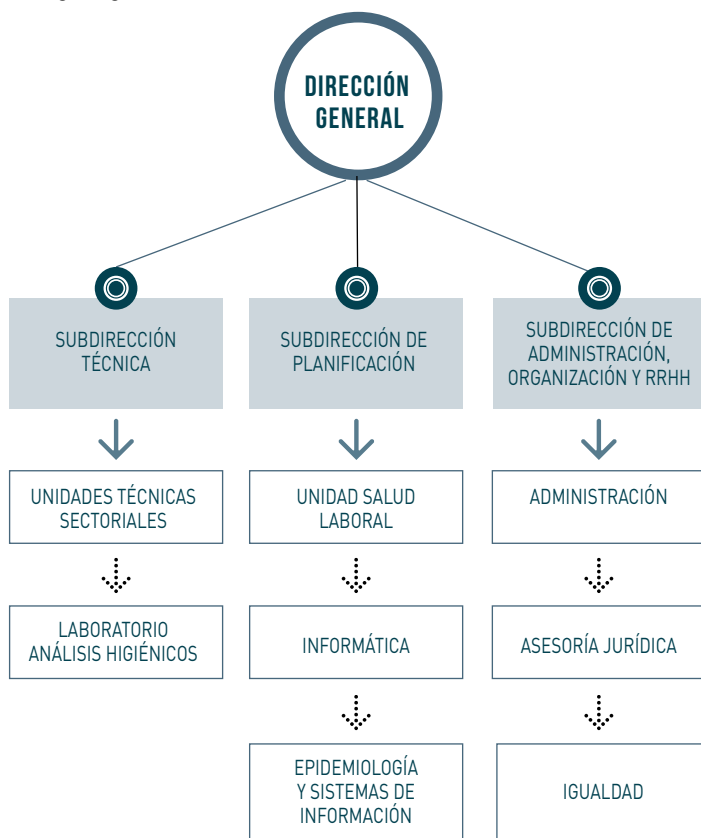 DIRECCIÓN
GENERAL
SUBDIRECCIÓN
TÉCNICA
SUBDIRECCIÓN DE
PLANIFICACIÓN
SUBDIRECCIÓN DE
ADMINISTRACIÓN,
ORGANIZACIÓN Y RRHH
UNIDADES TÉCNICAS
SECTORIALES
UNIDAD SALUD
LABORAL
ADMINISTRACIÓN
LABORATORIO
ANÁLISIS HIGIÉNICOS
INFORMÁTICA
ASESORÍA JURÍDICA
EPIDEMIOLOGÍA
Y SISTEMAS DE
INFORMACIÓN
IGUALDAD